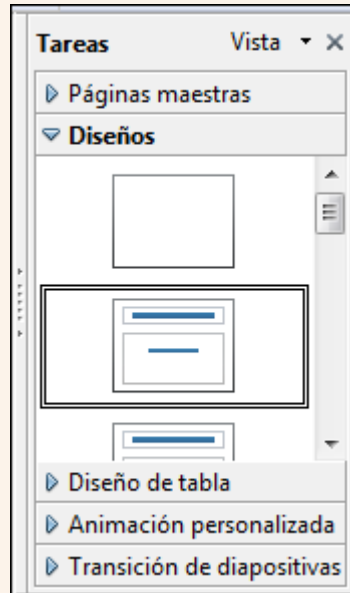 Tareas Vista
Páginas maestras
Diseños
Diseño de tabla
Animación personalizada
Transición de diapositivas